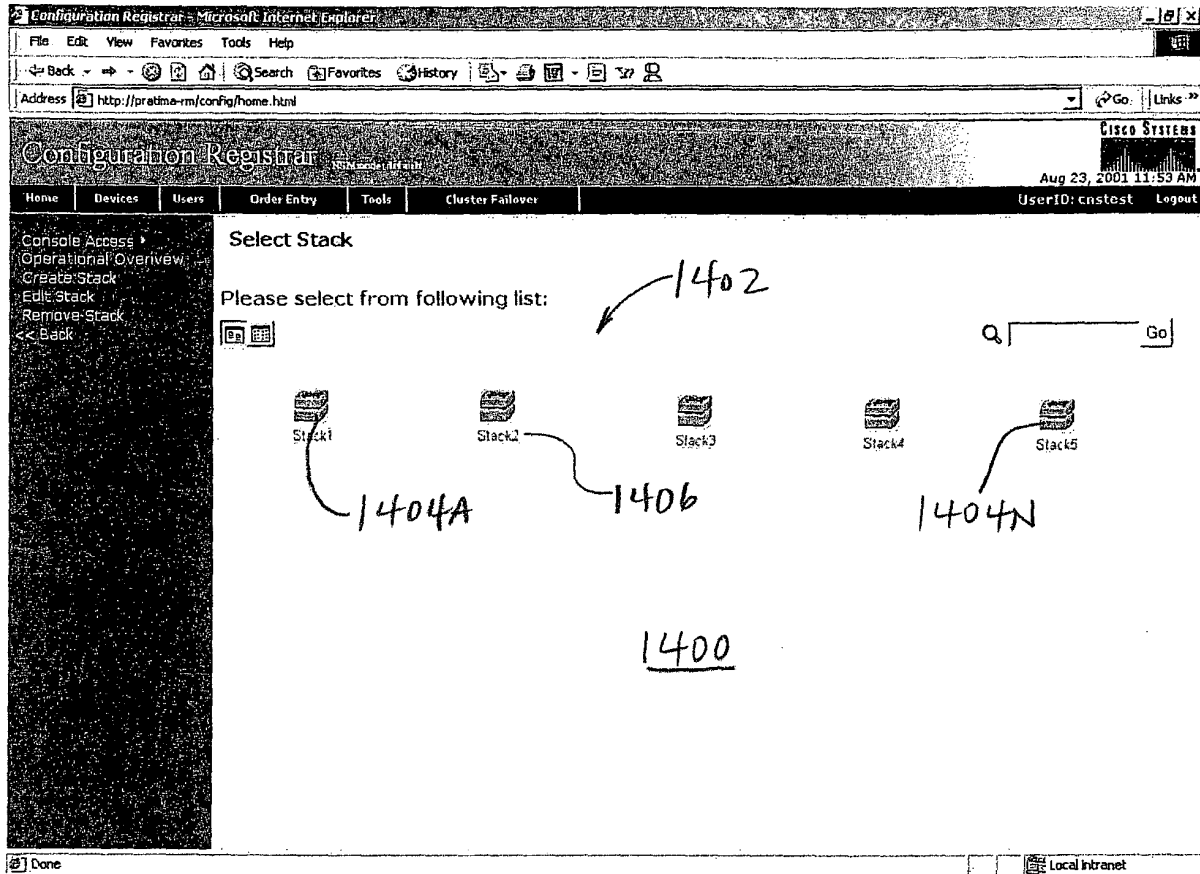 Configuration Registrar - Microsoft Internet Explorer
File Edit View Favorites Tools Help
Back Search Favorites History
Address http://pratima-rm/config/home.html Go Links »
Configuration Registrar
CISCO SYSTEMS
Aug 23, 2001 11:53 AM
Home Devices Users Order Entry Tools Cluster Failover UserID: cnstest Logout
Console Access
Operational Overivew
Create Stack
Edit Stack
Remove Stack
<< Back
Select Stack
1402
Please select from following list:
Go
Stack1 Stack2 Stack3 Stack4 Stack5
1404A 1406 1404N
1400
Done Local intranet